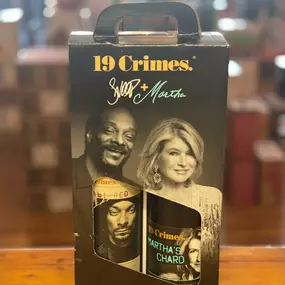 19 Crimes.
Snoop + Martha
19 Crimes.
MARTHA'S
CHARD